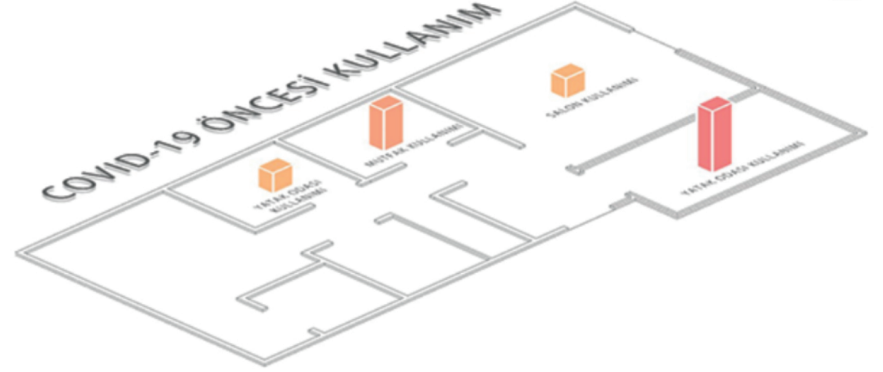 COVID-19 ÖNCESİ KULLANIM
SALON KULLANIMI
MUTFAK KULLANIMI
YATAK ODASI
KULLANIMI
YATAK ODASI KULLANIMI